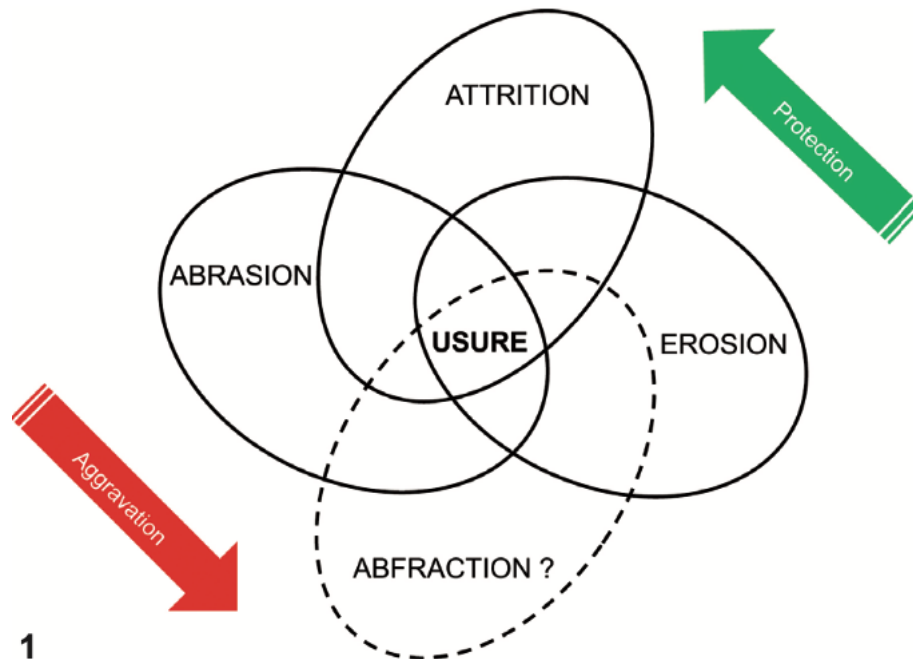 ATTRITION
Protection
ABRASION
USURE
EROSION
Aggravation
ABFRACTION ?
1